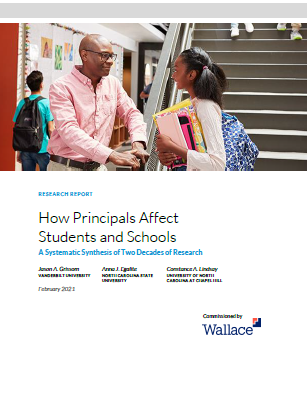 RESEARCH REPORT
How Principals Affect
Students and Schools
A Systematic Synthesis of Two Decades of Research
Jason A. Grissom
VANDERBILT UNIVERSITY
Anna J. Egalite
NORTH CAROLINA STATE
UNIVERSITY
Constance A. Lindsay
UNIVERSITY OF NORTH
CAROLINA AT CHAPEL HILL
February 2021
Commissioned by
Wallace